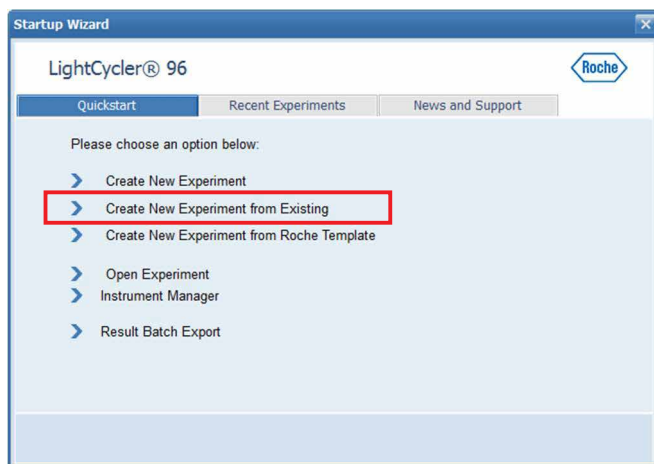 Startup Wizard
LightCycler® 96
Roche
Quickstart Recent Experiments News and Support
Please choose an option below:
Create New Experiment
Create New Experiment from Existing
Create New Experiment from Roche Template
Open Experiment
Instrument Manager
Result Batch Export